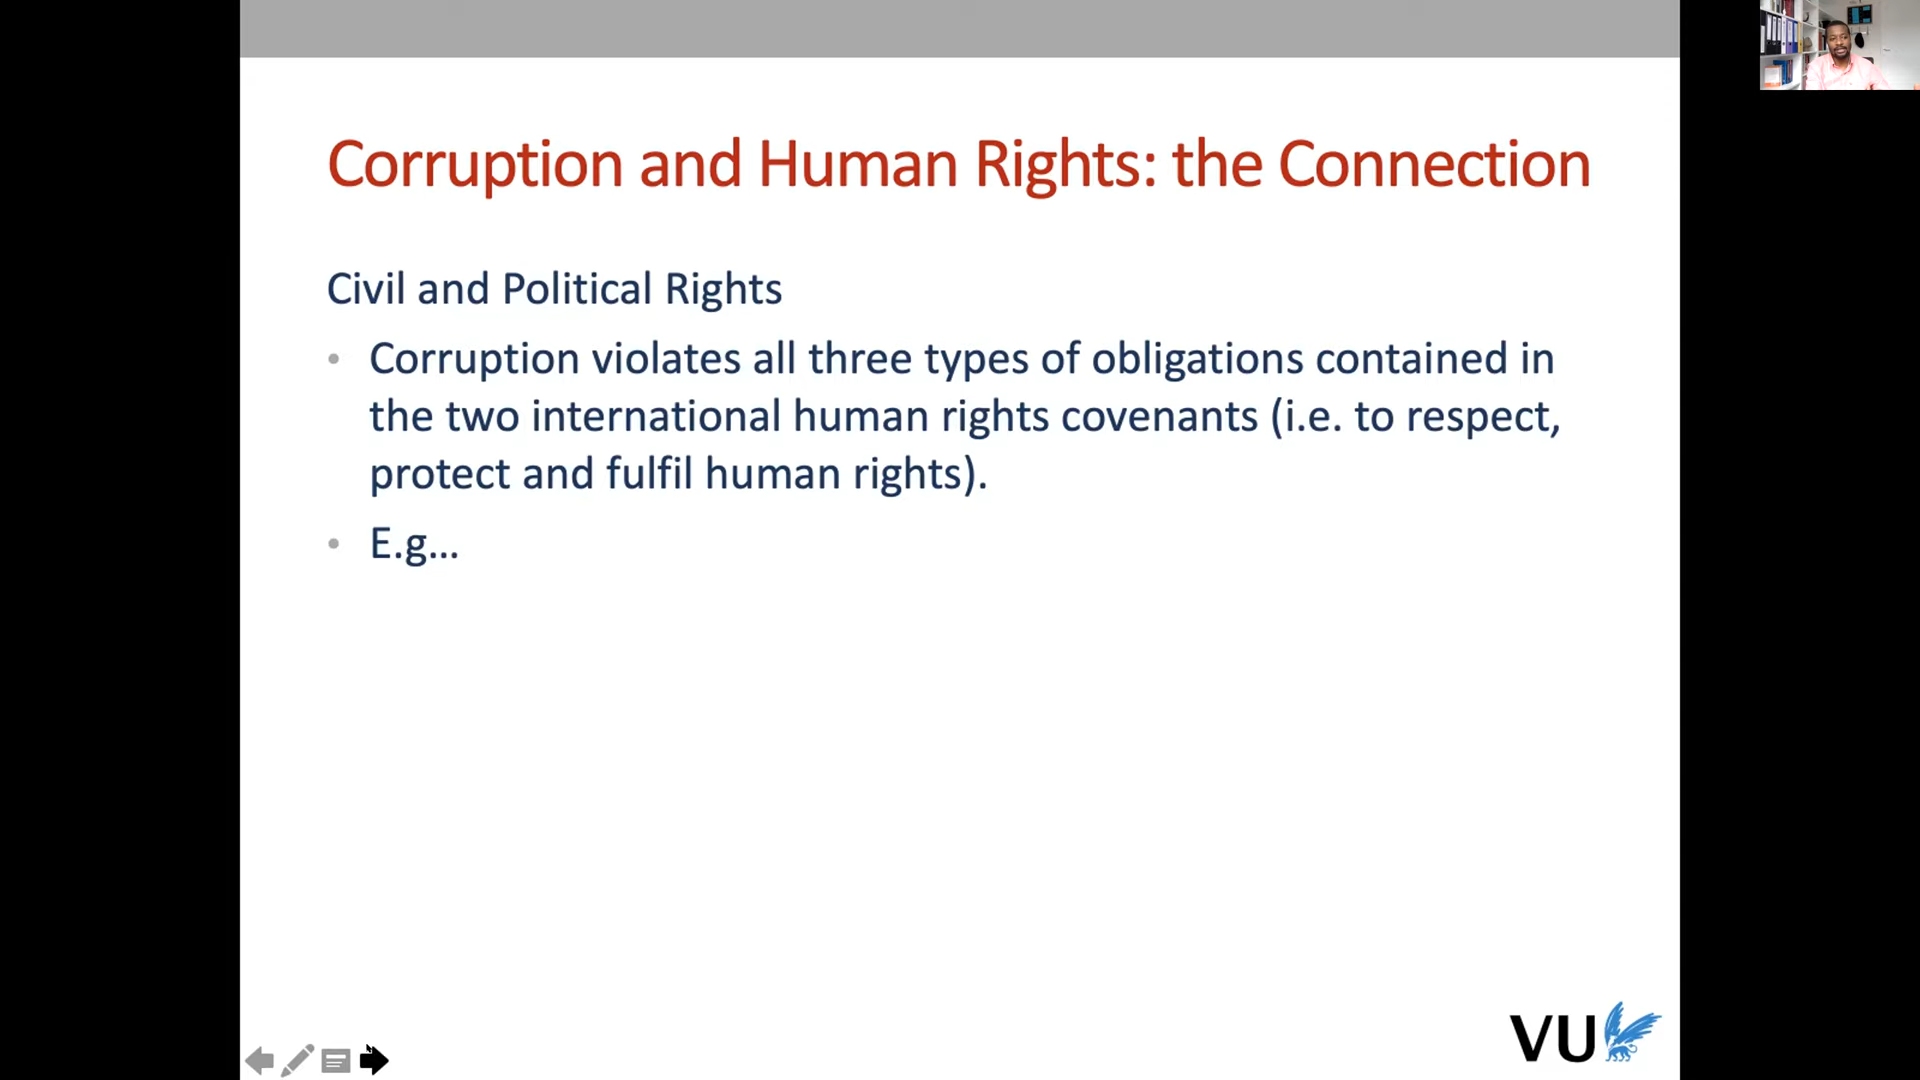 Corruption and Human Rights: the Connection
Civil and Political Rights
• Corruption violates all three types of obligations contained in
the two international human rights covenants (i.e. to respect,
protect and fulfil human rights).
• E.g...
VU